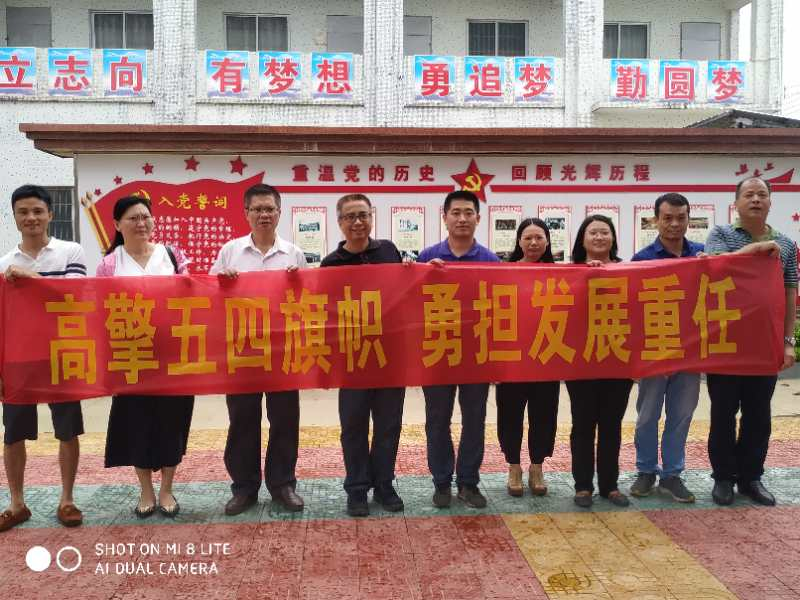 立志向 有梦想 勇追梦 勤圆梦
重温党的历史 回顾光辉历程
入党誓词
高擎五四旗帜 勇担发展重任
SHOT ON MI 8 LITE
AI DUAL CAMERA